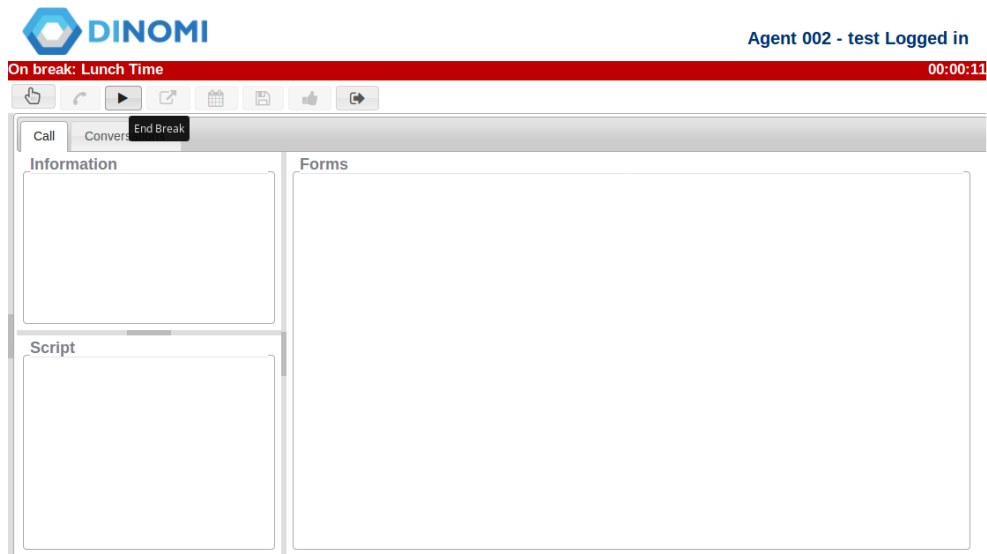 DINOMI
Agent 002 - test Logged in
On break: Lunch Time 00:00:11
End Break
Call Convers
Information Forms
Script